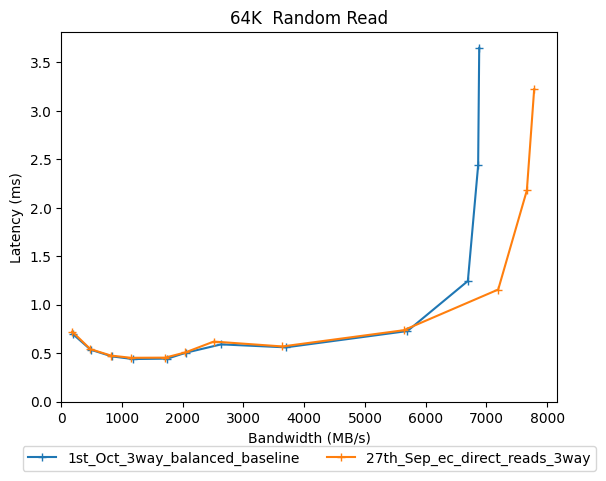 64K  Random Read
Latency (ms)
3.5
3.0
2.5
2.0
1.5
1.0
0.5
0.0
0 1000 2000 3000 4000 5000 6000 7000 8000
Bandwidth (MB/s)
1st_Oct_3way_balanced_baseline 27th_Sep_ec_direct_reads_3way